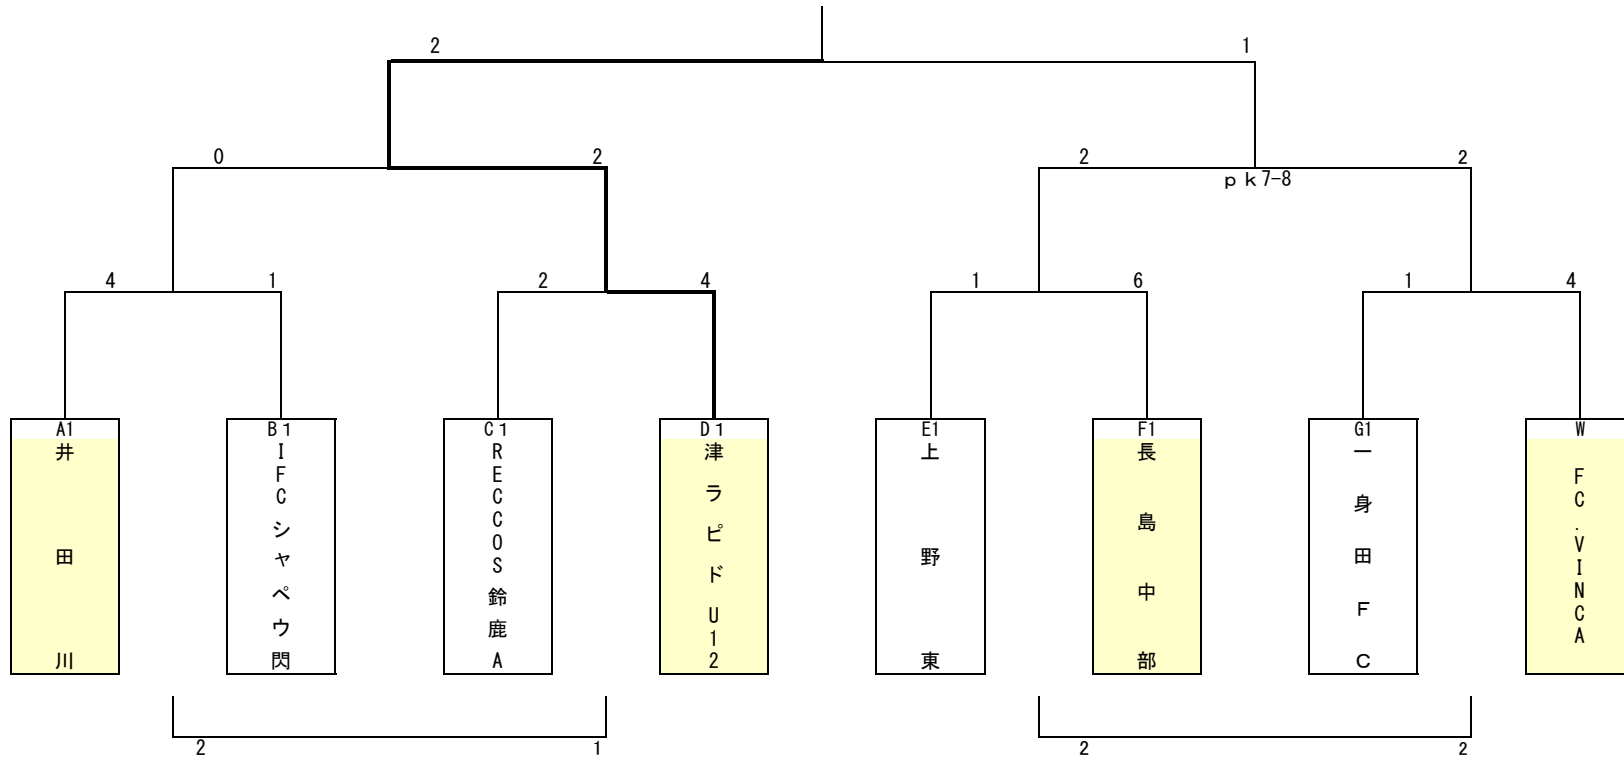 2 1
0 2 2 2
ｐｋ7-8
4 1 2 4 1 6 1 4
A1 B１ C１ D１ E1 F1 G1 W
井田川
IFCシャペウ閃
RECCOS鈴鹿A
津ラピドU12
上野東
長島中部
一身田FC
FC.VINCA
2 1 2 2